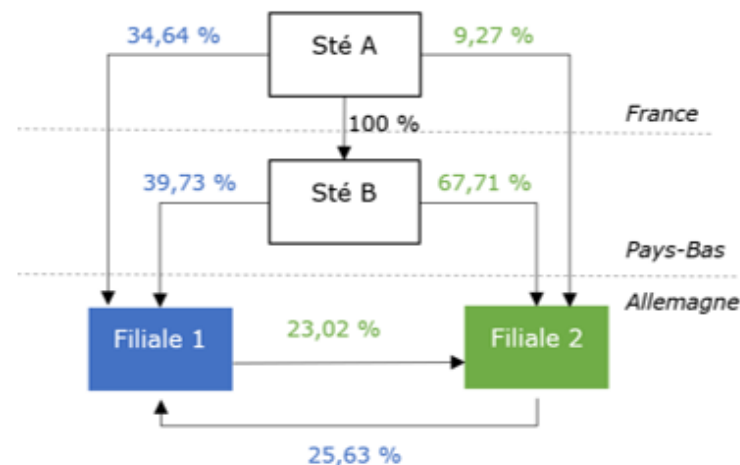 34,64 %
Sté A
9,27 %
France
100 %
39,73 %
Sté B
67,71 %
Pays-Bas
Allemagne
Filiale 1
23,02 %
Filiale 2
25,63 %